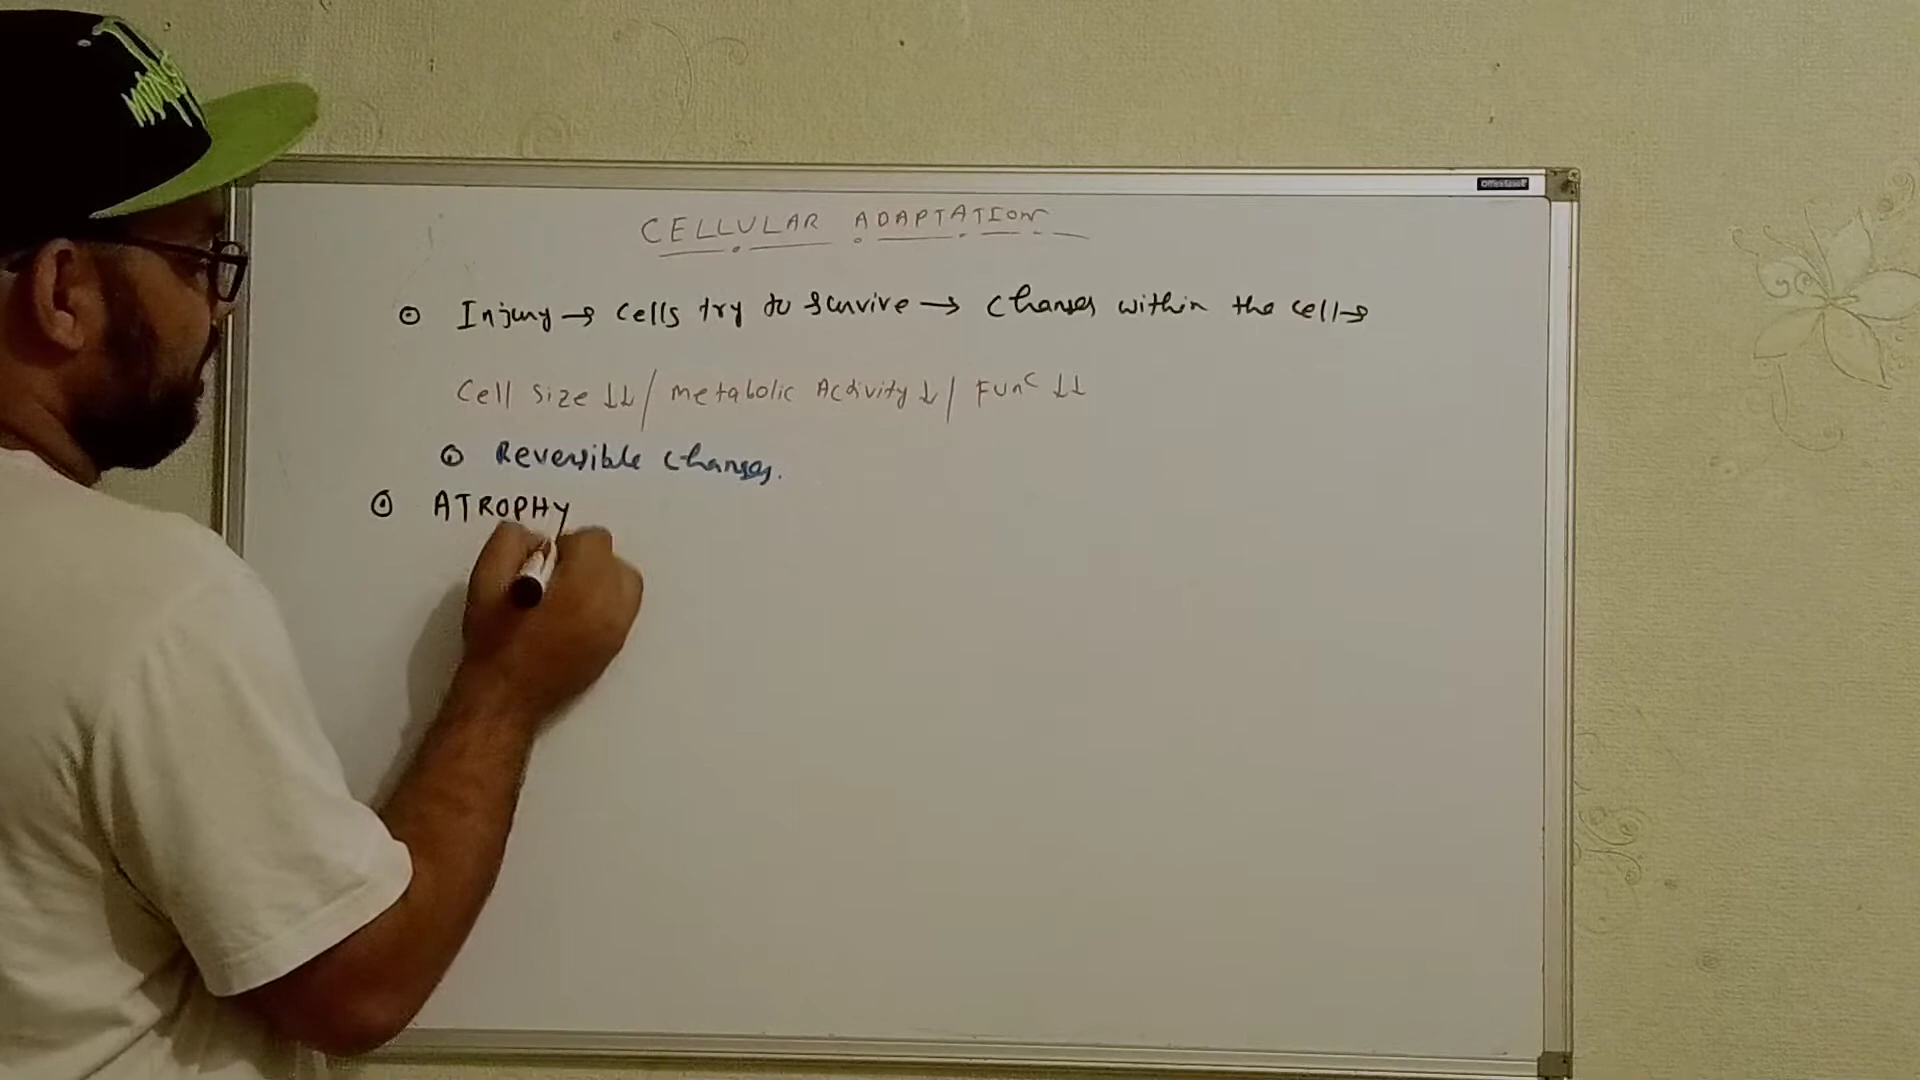 OfficeSpace
CELLULAR ADAPTATION
Injury → cells try to survive → changes within the cell →
Cell size ↓↓ / metabolic Activity ↓ / Func ↓↓
Reversible changes.
ATROPHY